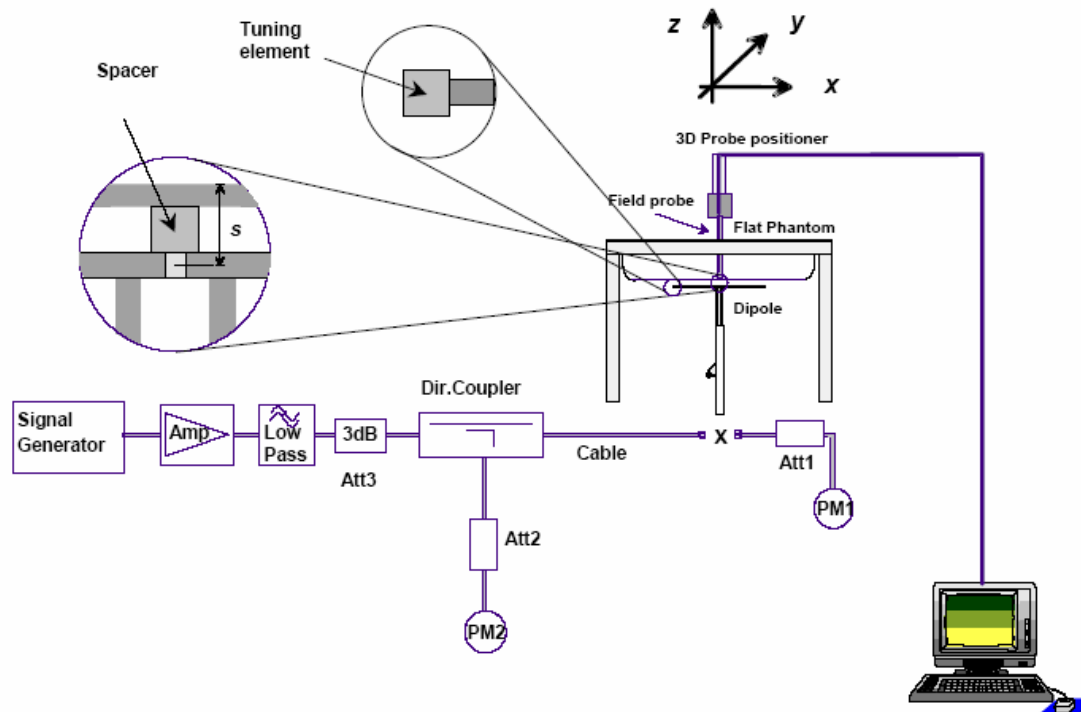 Tuning
element
Spacer
z
y
x
3D Probe positioner
Field probe
Flat Phantom
s
Dipole
Dir.Coupler
Signal
Generator
Amp
Low
Pass
3dB
Att3
Cable
x
Att1
PM1
Att2
PM2